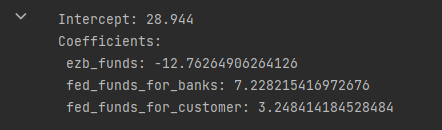 Intercept: 28.944
Coefficients:
ezb_funds: -12.76264906264126
fed_funds_for_banks: 7.228215416972676
fed_funds_for_customer: 3.248414184528484